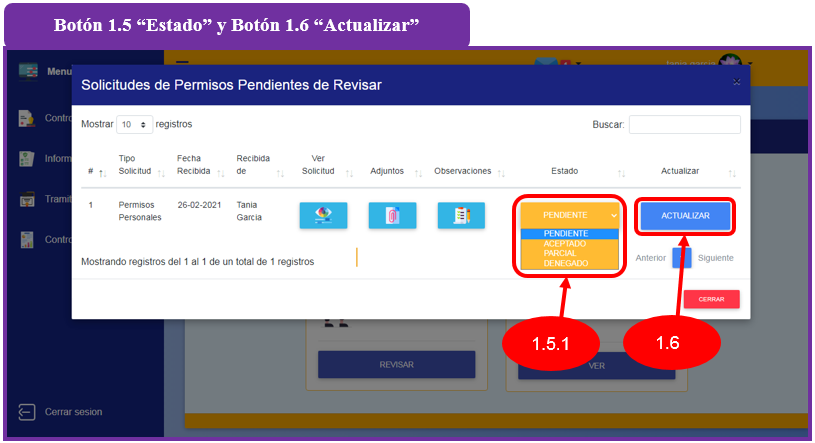 Botón 1.5 “Estado” y Botón 1.6 “Actualizar”
Menu
Solicitudes de Permisos Pendientes de Revisar
×
Mostrar 10 registros
Buscar:
# Tipo Solicitud Fecha Recibida Recibida de Ver Solicitud Adjuntos Observaciones Estado Actualizar
1 Permisos Personales 26-02-2021 Tania Garcia PENDIENTE ACTUALIZAR
PENDIENTE
ACEPTADO
PARCIAL
DENEGADO
Mostrando registros del 1 al 1 de un total de 1 registros
Anterior
Siguiente
CERRAR
Contro
Inform
Tramit
Contro
1.5.1
1.6
REVISAR
VER
Cerrar sesion